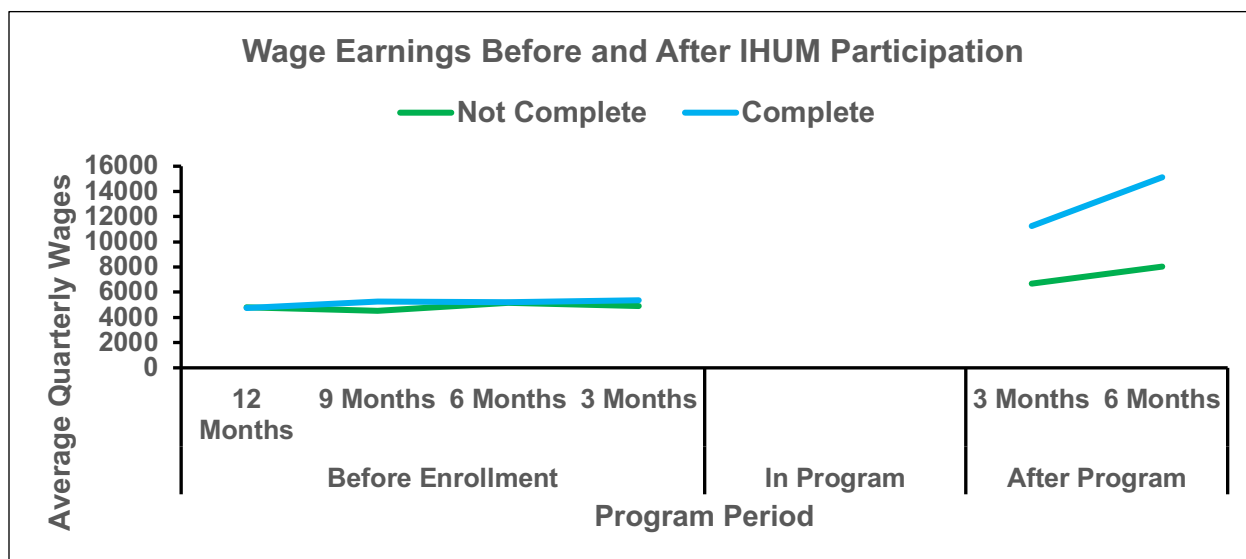 Wage Earnings Before and After IHUM Participation
Not Complete Complete
Average Quarterly Wages
16000
14000
12000
10000
8000
6000
4000
2000
0
12 Months 9 Months 6 Months 3 Months 3 Months 6 Months
Before Enrollment In Program After Program
Program Period